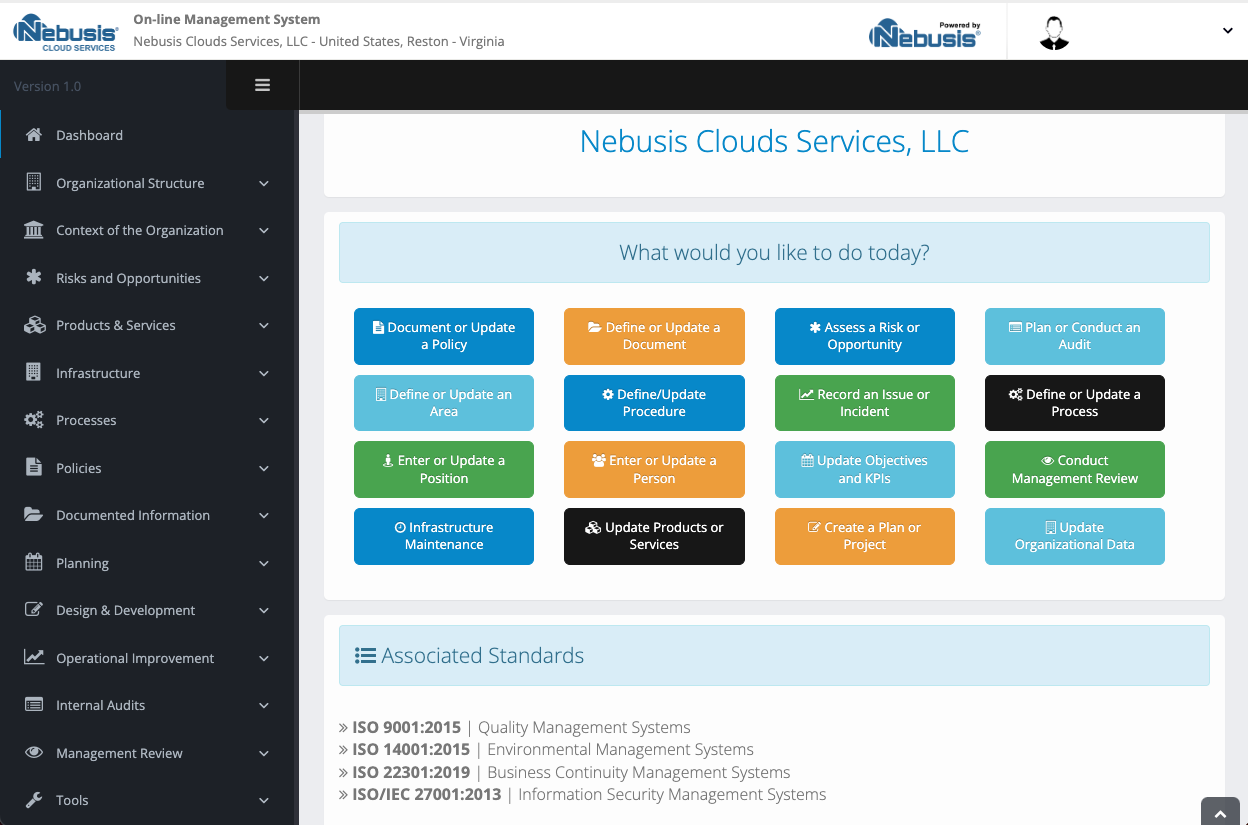 Nebusis®
CLOUD SERVICES
On-line Management System
Nebusis Clouds Services, LLC - United States, Reston - Virginia
Powered by
Nebusis®
Version 1.0
Dashboard
Organizational Structure
Context of the Organization
Risks and Opportunities
Products & Services
Infrastructure
Processes
Policies
Documented Information
Planning
Design & Development
Operational Improvement
Internal Audits
Management Review
Tools
Nebusis Clouds Services, LLC
What would you like to do today?
Document or Update
a Policy
Define or Update a
Document
Assess a Risk or
Opportunity
Plan or Conduct an
Audit
Define or Update an
Area
Define/Update
Procedure
Record an Issue or
Incident
Define or Update a
Process
Enter or Update a
Position
Enter or Update a
Person
Update Objectives
and KPIs
Conduct
Management Review
Infrastructure
Maintenance
Update Products or
Services
Create a Plan or
Project
Update
Organizational Data
Associated Standards
» ISO 9001:2015 | Quality Management Systems
» ISO 14001:2015 | Environmental Management Systems
» ISO 22301:2019 | Business Continuity Management Systems
» ISO/IEC 27001:2013 | Information Security Management Systems